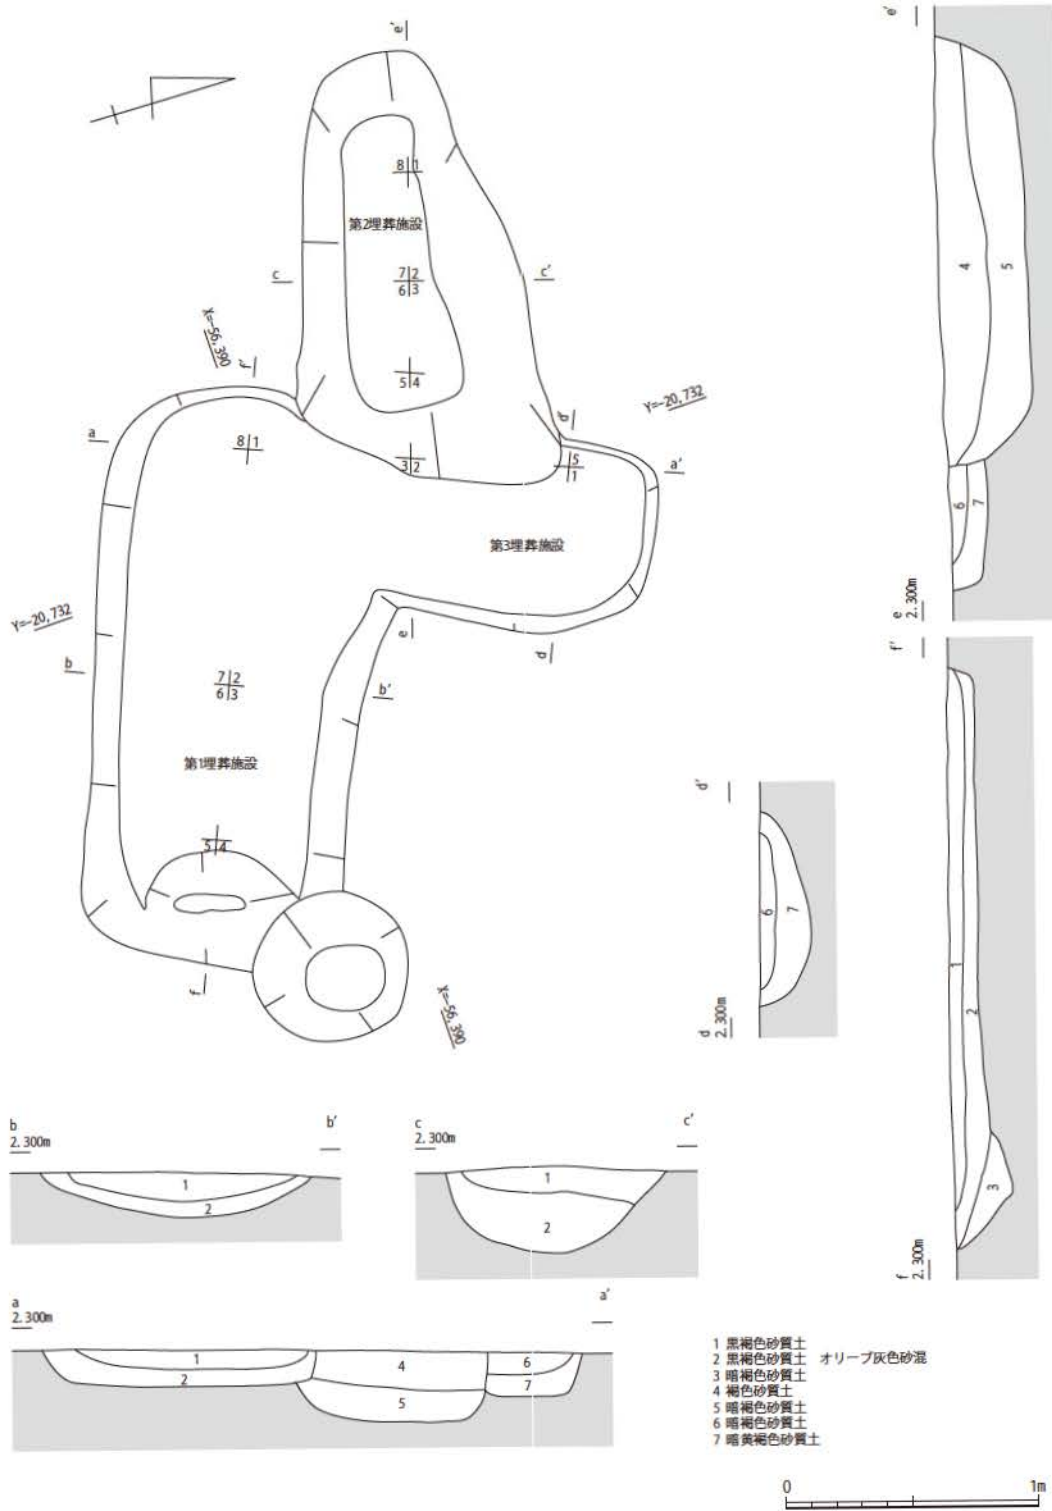 e'
e'
8 1
第2埋葬施設
7 2
6 3
c
c'
X=-56,390
f'
5 4
Y=-20,732
d'
a
8 1
3 2
5
1
a'
第3埋葬施設
Y=-20,732
e
d
b
b'
7 2
6 3
第1埋葬施設
5 4
f
X=-56,390
4
5
6
7
e
2.300m
f'
1
2
3
f
2.300m
d'
6
7
d
2.300m
b
2.300m
b'
1
2
c
2.300m
c'
1
2
a
2.300m
a'
1
2
4
5
6
7
1 黒褐色砂質土
2 黒褐色砂質土 オリーブ灰色砂混
3 暗褐色砂質土
4 褐色砂質土
5 暗褐色砂質土
6 暗褐色砂質土
7 暗黄褐色砂質土
0 1m